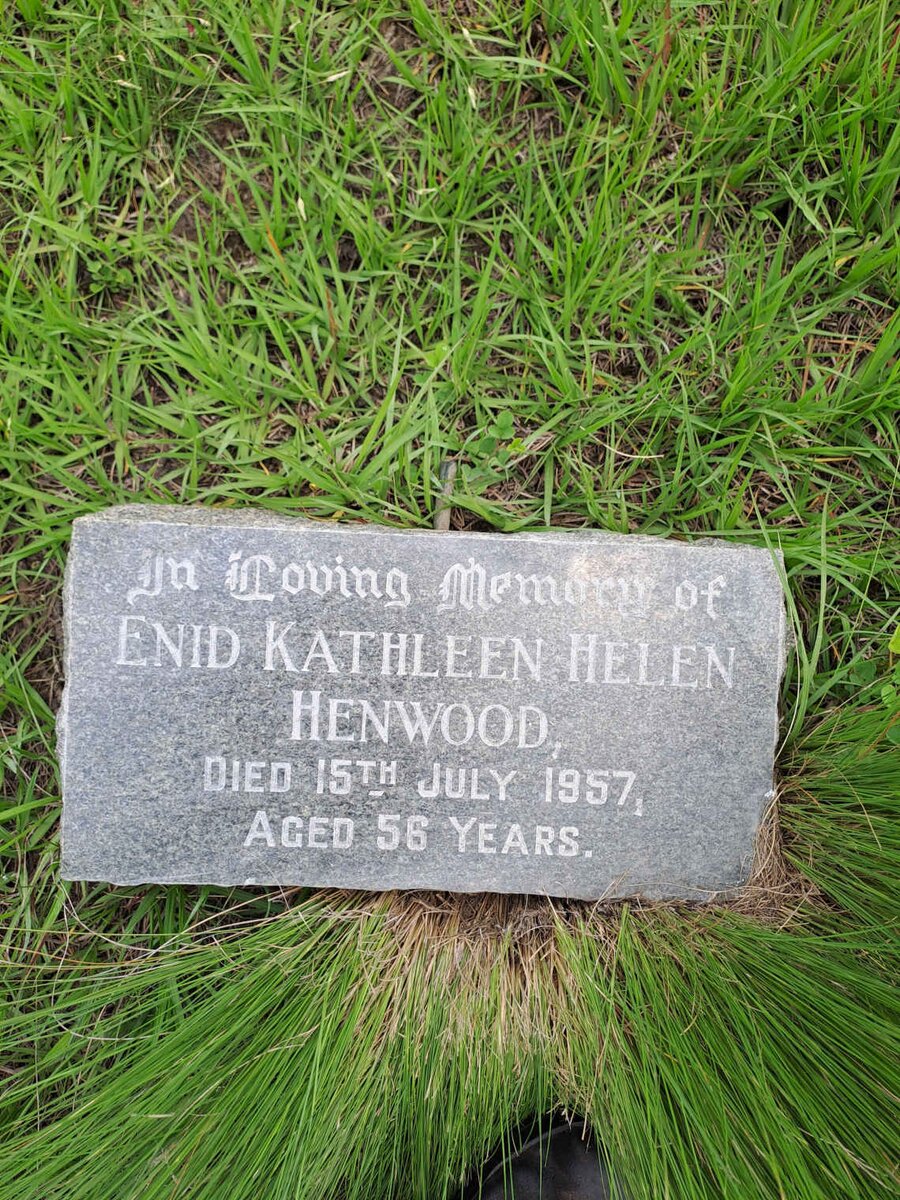 In Loving Memory of
ENID KATHLEEN HELEN
HENWOOD,
DIED 15TH JULY 1957,
AGED 56 YEARS.